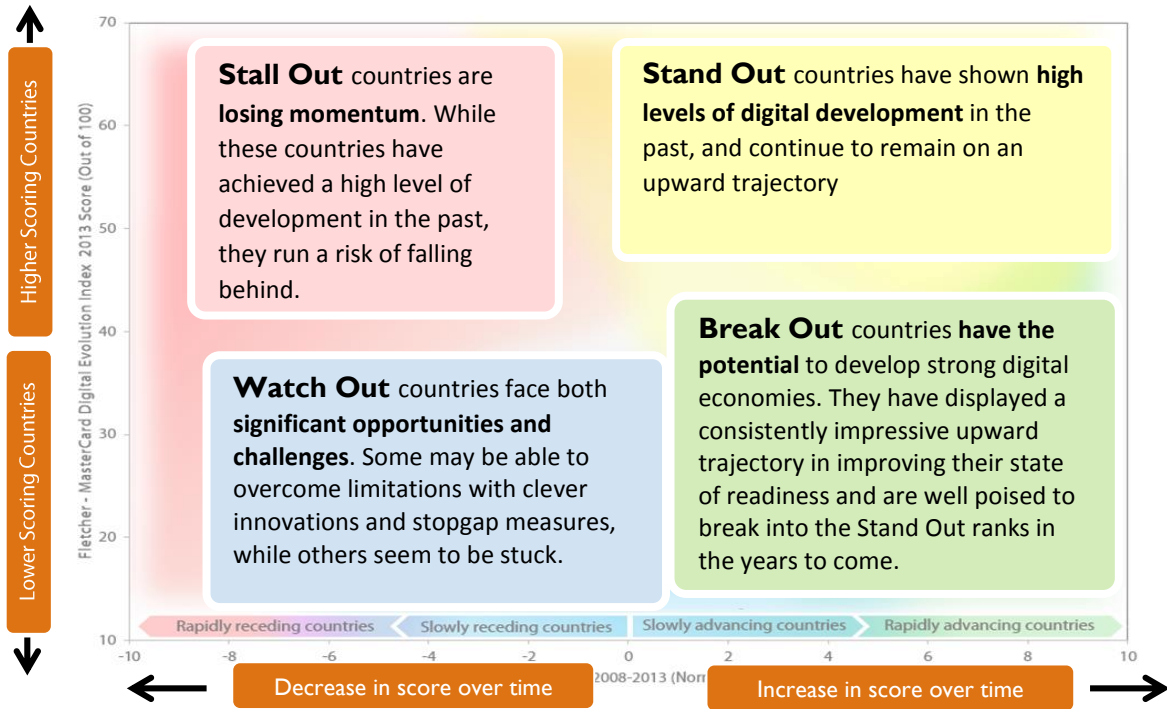 Higher Scoring Countries
Lower Scoring Countries
Fletcher - MasterCard Digital Evolution Index 2013 Score (Out of 100)
70
60
50
40
30
20
10
Stall Out countries are
losing momentum. While
these countries have
achieved a high level of
development in the past,
they run a risk of falling
behind.
Stand Out countries have shown high
levels of digital development in the
past, and continue to remain on an
upward trajectory
Watch Out countries face both
significant opportunities and
challenges. Some may be able to
overcome limitations with clever
innovations and stopgap measures,
while others seem to be stuck.
Break Out countries have the
potential to develop strong digital
economies. They have displayed a
consistently impressive upward
trajectory in improving their state
of readiness and are well poised to
break into the Stand Out ranks in
the years to come.
Rapidly receding countries
Slowly receding countries
Slowly advancing countries
Rapidly advancing countries
-10 -8 -6 -4 -2 0 2 4 6 8 10
Decrease in score over time
2008-2013
Increase in score over time